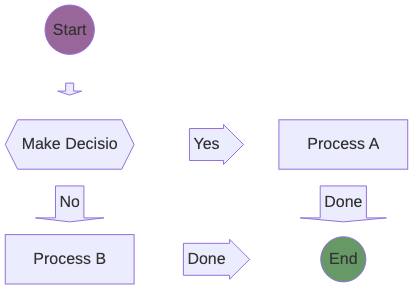 Start
Make Decisio
Yes
Process A
No
Done
Process B
Done
End